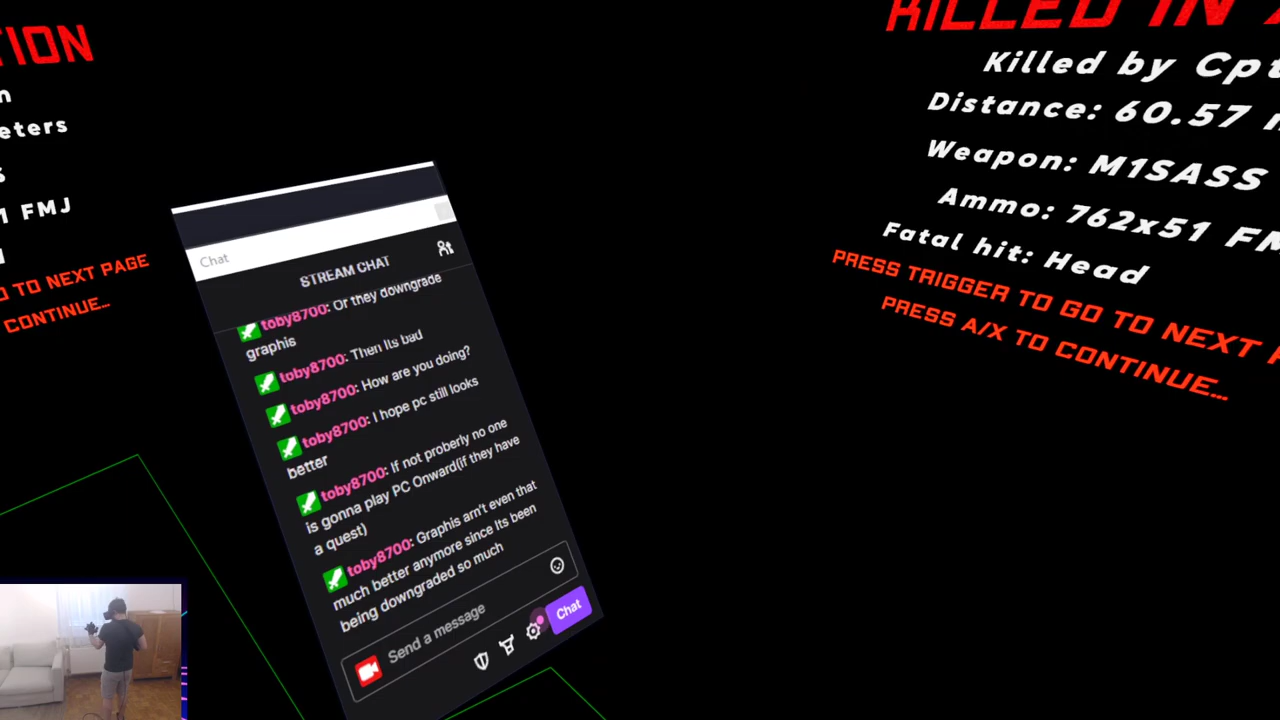 TION
n
eters
s
1 FMJ
O TO NEXT PAGE
CONTINUE...
Chat
STREAM CHAT
toby8700: Or they downgrade
graphis
toby8700: Then Its bad
toby8700: How are you doing?
toby8700: I hope pc still looks
better
toby8700: If not properly no one
is gonna play PC Onward(if they have
a quest)
toby8700: Graphis arn't even that
much better anymore since Its been
being downgraded so much
Send a message
Chat
KILLED IN
Killed by Cpt
Distance: 60.57
Weapon: M1SASS
Ammo: 762x51 FM
Fatal hit: Head
PRESS TRIGGER TO GO TO NEXT P
PRESS A/X TO CONTINUE...